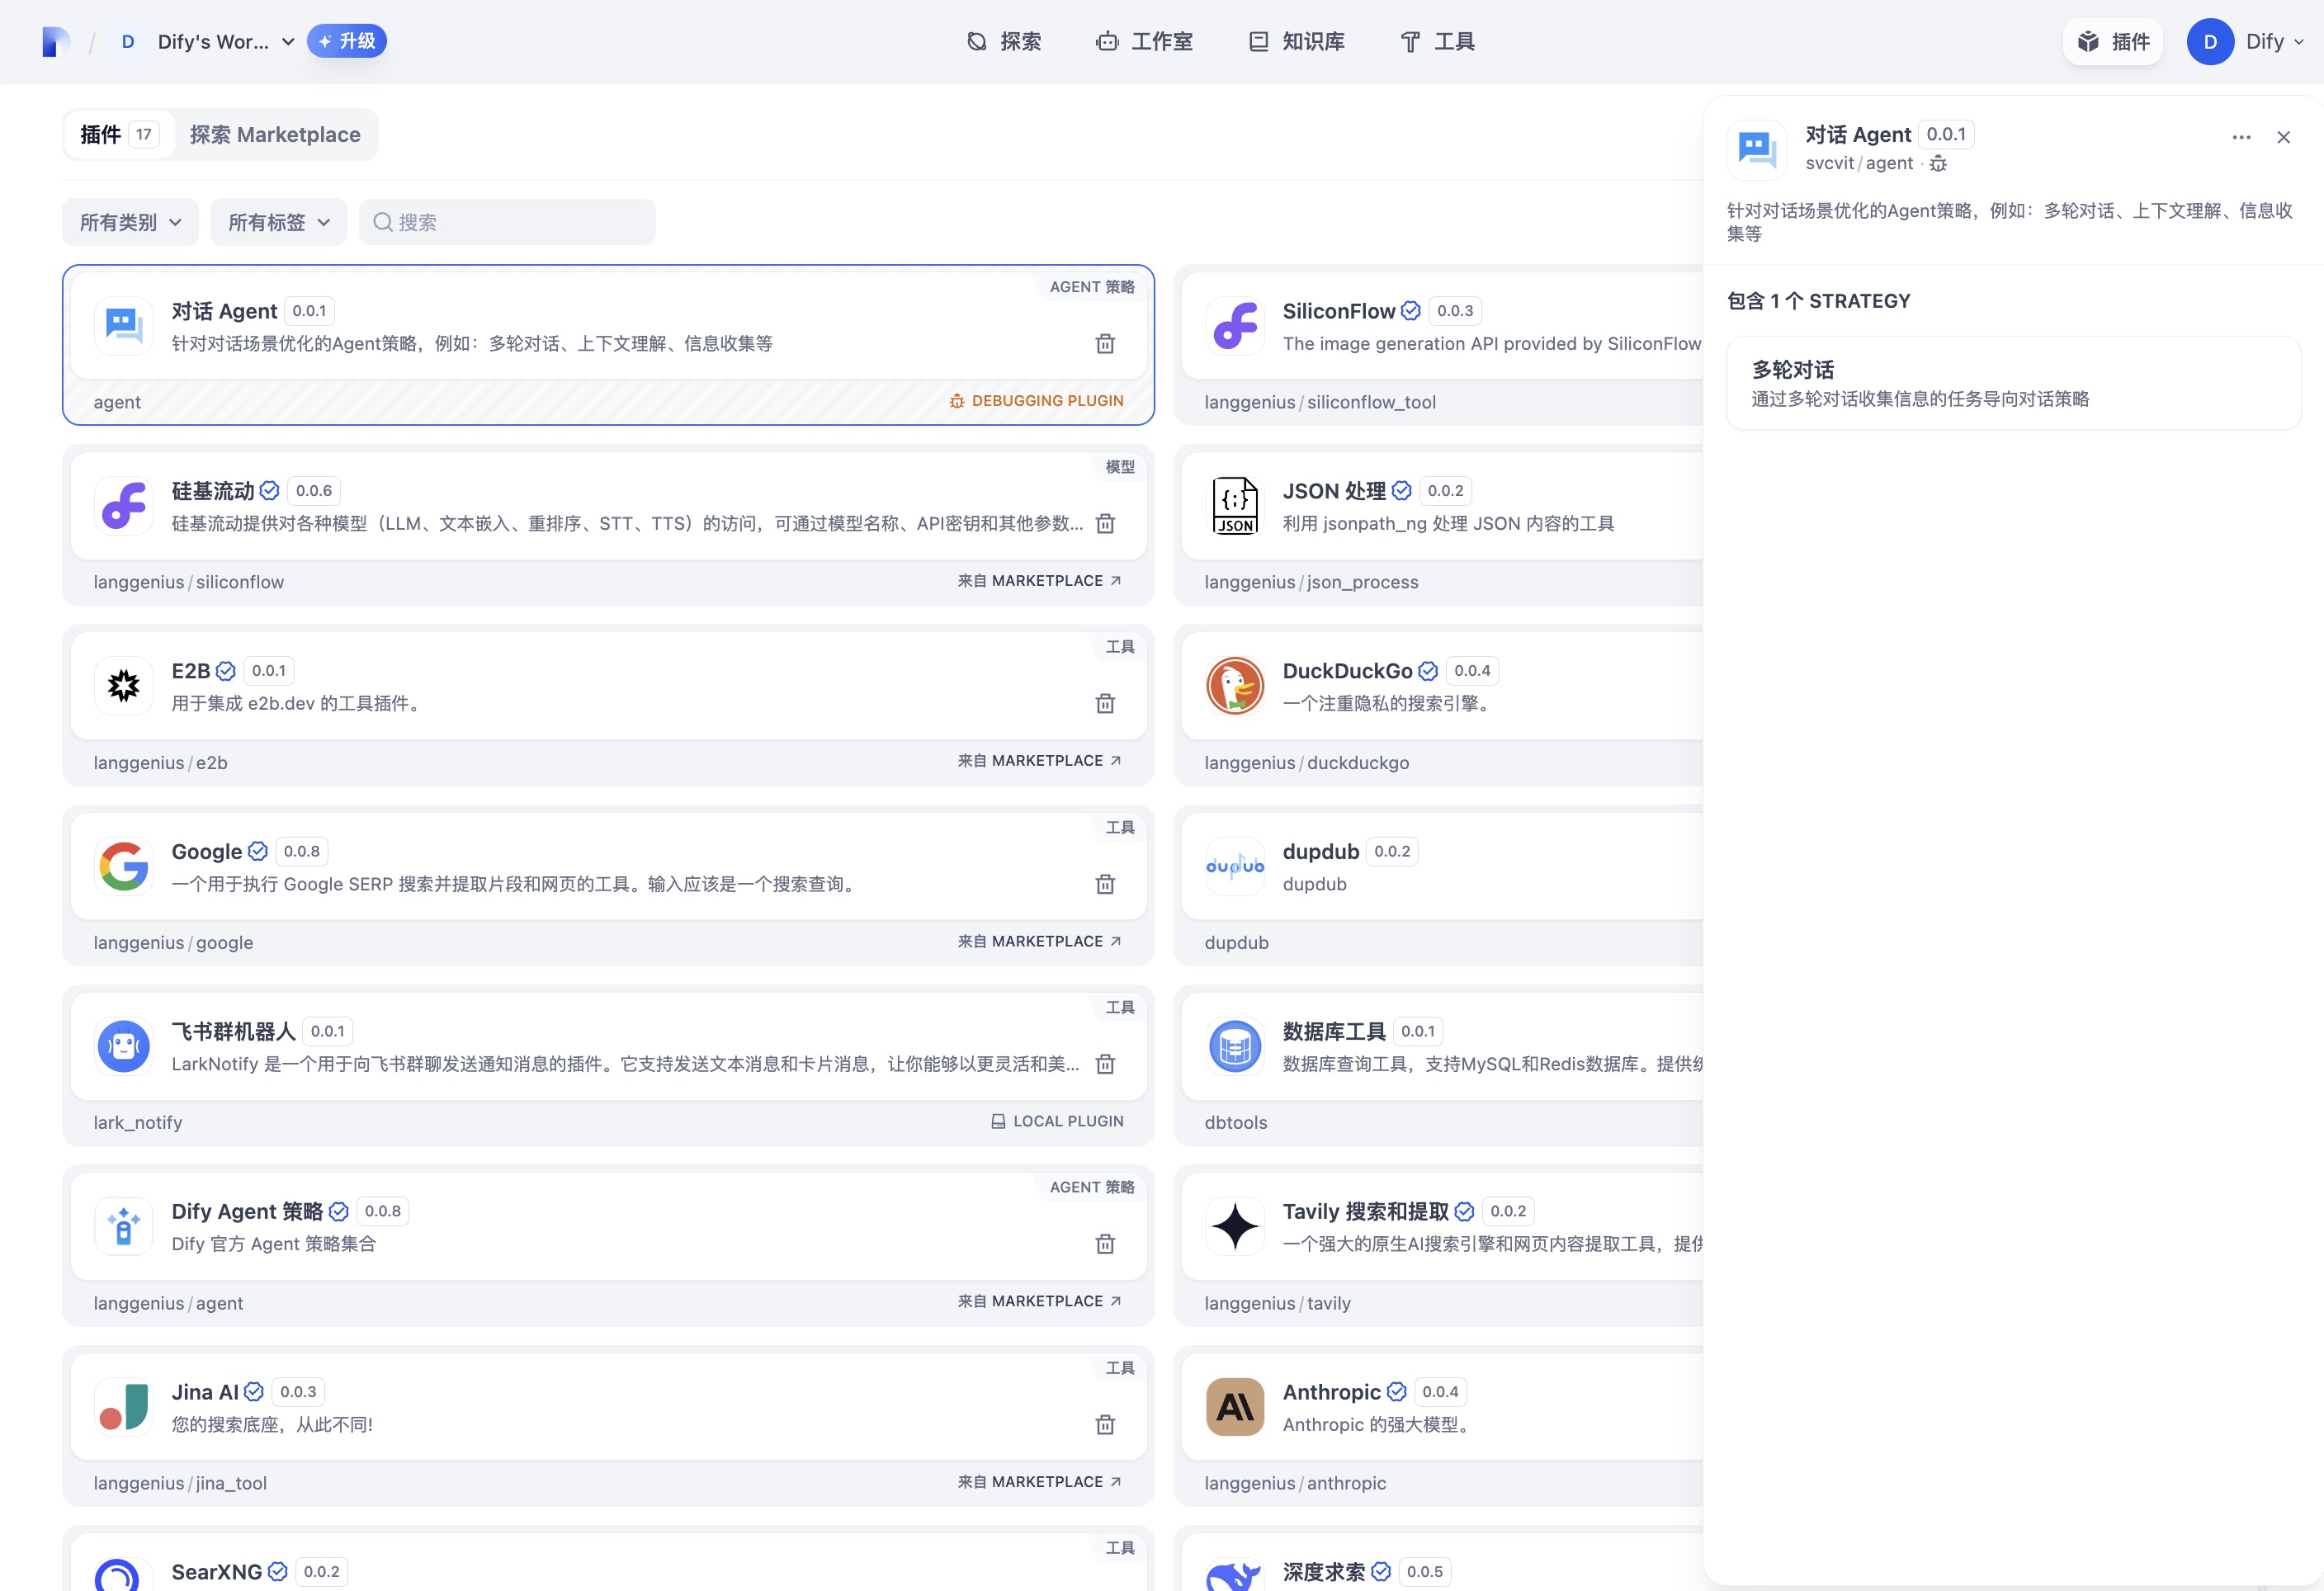 D Dify's Wor... 升级 探索 工作室 知识库 工具 插件 D Dify
插件 17 探索 Marketplace
所有类别 所有标签 搜索
AGENT 策略
对话 Agent 0.0.1
针对对话场景优化的Agent策略，例如：多轮对话、上下文理解、信息收集等
agent DEBUGGING PLUGIN
SiliconFlow 0.0.3
The image generation API provided by SiliconFlow
langgenius/siliconflow_tool
模型
硅基流动 0.0.6
硅基流动提供对各种模型（LLM、文本嵌入、重排序、STT、TTS）的访问，可通过模型名称、API密钥和其他参数...
langgenius/siliconflow 来自 MARKETPLACE
JSON
JSON 处理 0.0.2
利用 jsonpath_ng 处理 JSON 内容的工具
langgenius/json_process
工具
E2B 0.0.1
用于集成 e2b.dev 的工具插件。
langgenius/e2b 来自 MARKETPLACE
DuckDuckGo 0.0.4
一个注重隐私的搜索引擎。
langgenius/duckduckgo
工具
Google 0.0.8
一个用于执行 Google SERP 搜索并提取片段和网页的工具。输入应该是一个搜索查询。
langgenius/google 来自 MARKETPLACE
dupdub
dupdub 0.0.2
dupdub
dupdub
工具
飞书群机器人 0.0.1
LarkNotify 是一个用于向飞书群聊发送通知消息的插件。它支持发送文本消息和卡片消息，让你能够以更灵活和美...
lark_notify LOCAL PLUGIN
数据库工具 0.0.1
数据库查询工具，支持MySQL和Redis数据库。提供
dbtools
AGENT 策略
Dify Agent 策略 0.0.8
Dify 官方 Agent 策略集合
langgenius/agent 来自 MARKETPLACE
Tavily 搜索和提取 0.0.2
一个强大的原生AI搜索引擎和网页内容提取工具，提供
langgenius/tavily
工具
Jina AI 0.0.3
您的搜索底座，从此不同!
langgenius/jina_tool 来自 MARKETPLACE
Anthropic 0.0.4
Anthropic 的强大模型。
langgenius/anthropic
工具
SearXNG 0.0.2
深度求索 0.0.5
对话 Agent 0.0.1
svcvit/agent ·
针对对话场景优化的Agent策略，例如：多轮对话、上下文理解、信息收
集等
包含 1 个 STRATEGY
多轮对话
通过多轮对话收集信息的任务导向对话策略